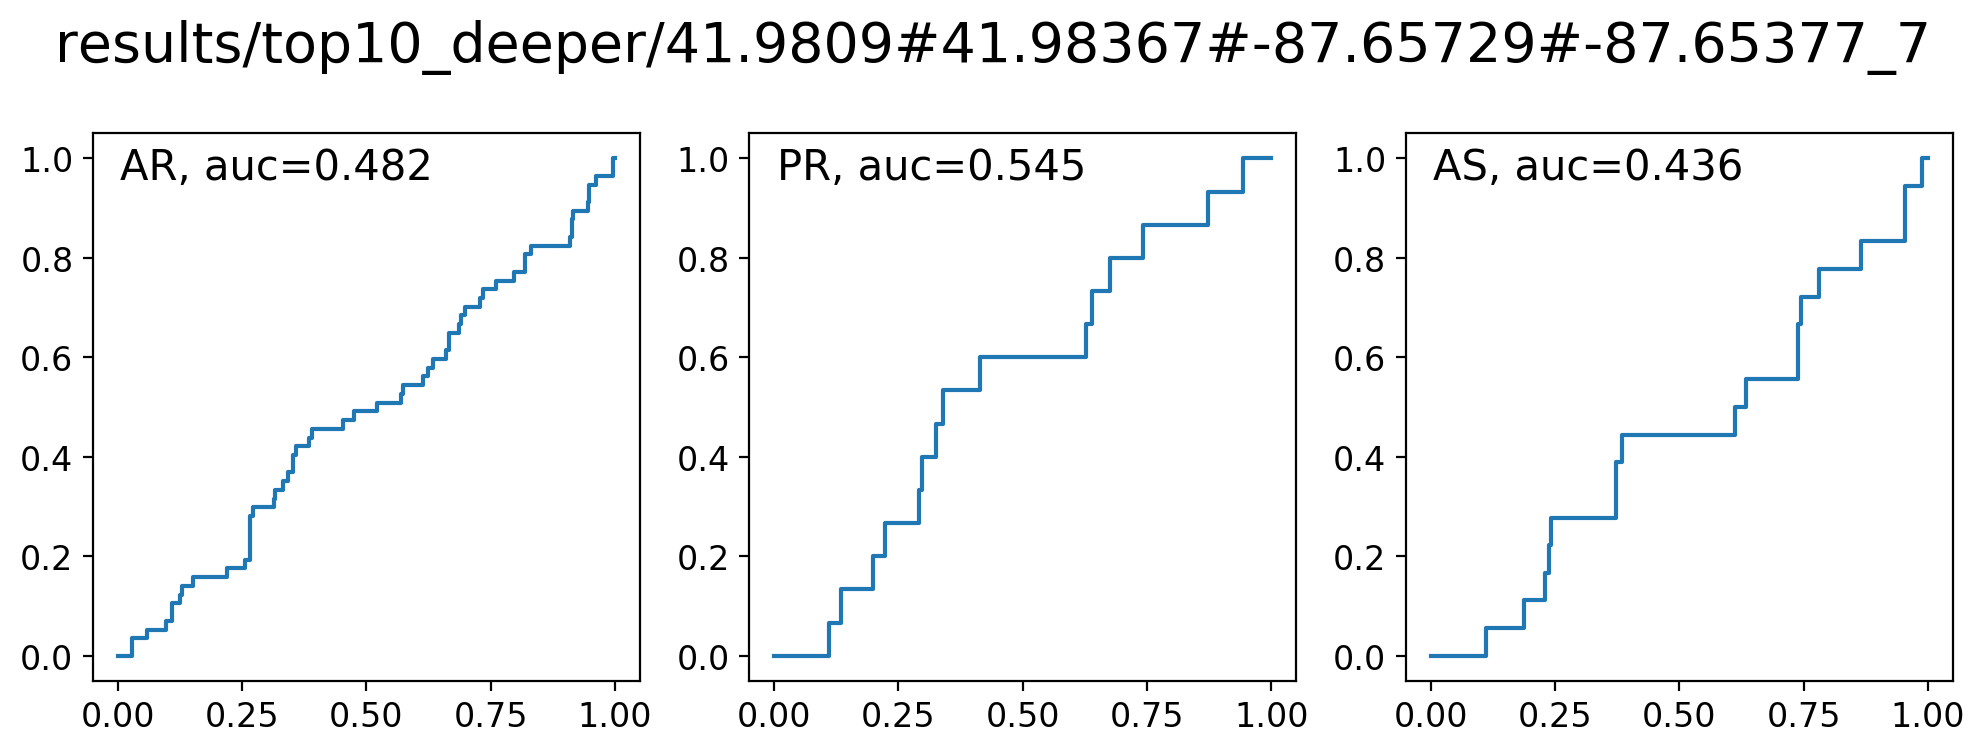 results/top10_deeper/41.9809#41.98367#-87.65729#-87.65377_7
AR, auc=0.482
1.0
0.8
0.6
0.4
0.2
0.0
0.00 0.25 0.50 0.75 1.00
PR, auc=0.545
1.0
0.8
0.6
0.4
0.2
0.0
0.00 0.25 0.50 0.75 1.00
AS, auc=0.436
1.0
0.8
0.6
0.4
0.2
0.0
0.00 0.25 0.50 0.75 1.00